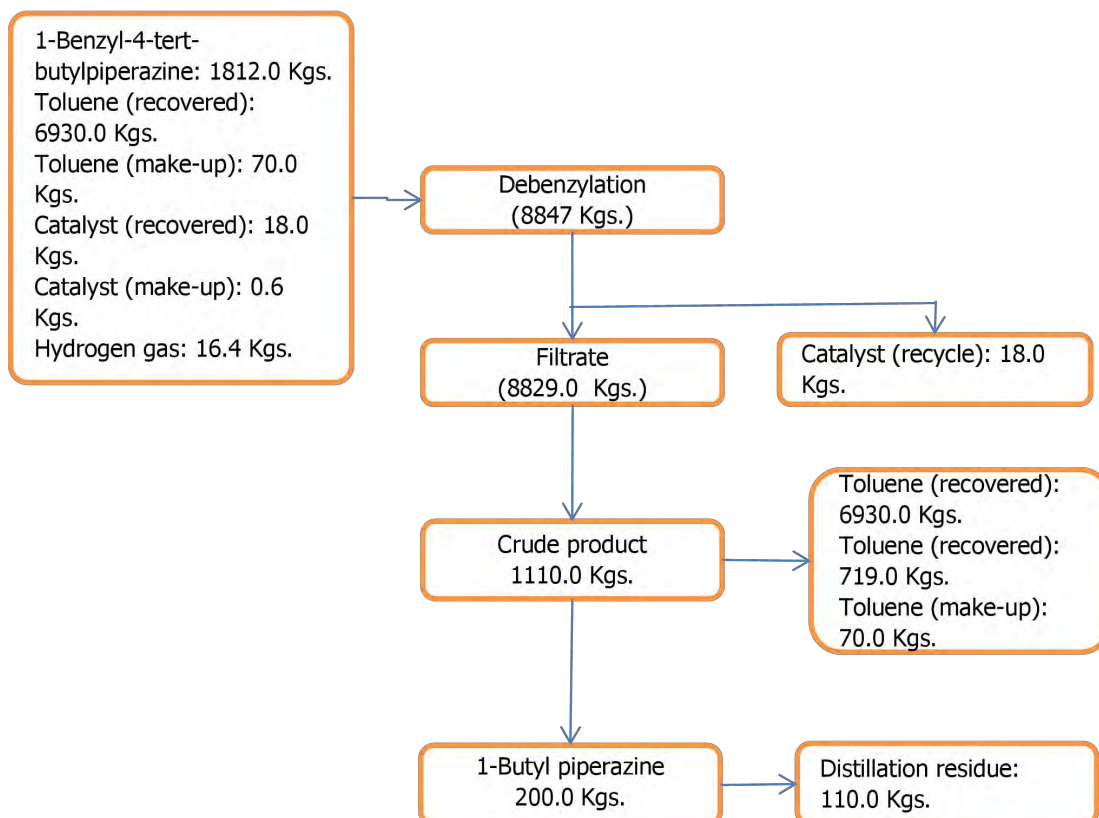 1-Benzyl-4-tert-
butylpiperazine: 1812.0 Kgs.
Toluene (recovered):
6930.0 Kgs.
Toluene (make-up): 70.0
Kgs.
Catalyst (recovered): 18.0
Kgs.
Catalyst (make-up): 0.6
Kgs.
Hydrogen gas: 16.4 Kgs.
Debenzylation
(8847 Kgs.)
Filtrate
(8829.0 Kgs.)
Catalyst (recycle): 18.0
Kgs.
Crude product
1110.0 Kgs.
Toluene (recovered):
6930.0 Kgs.
Toluene (recovered):
719.0 Kgs.
Toluene (make-up):
70.0 Kgs.
1-Butyl piperazine
200.0 Kgs.
Distillation residue:
110.0 Kgs.